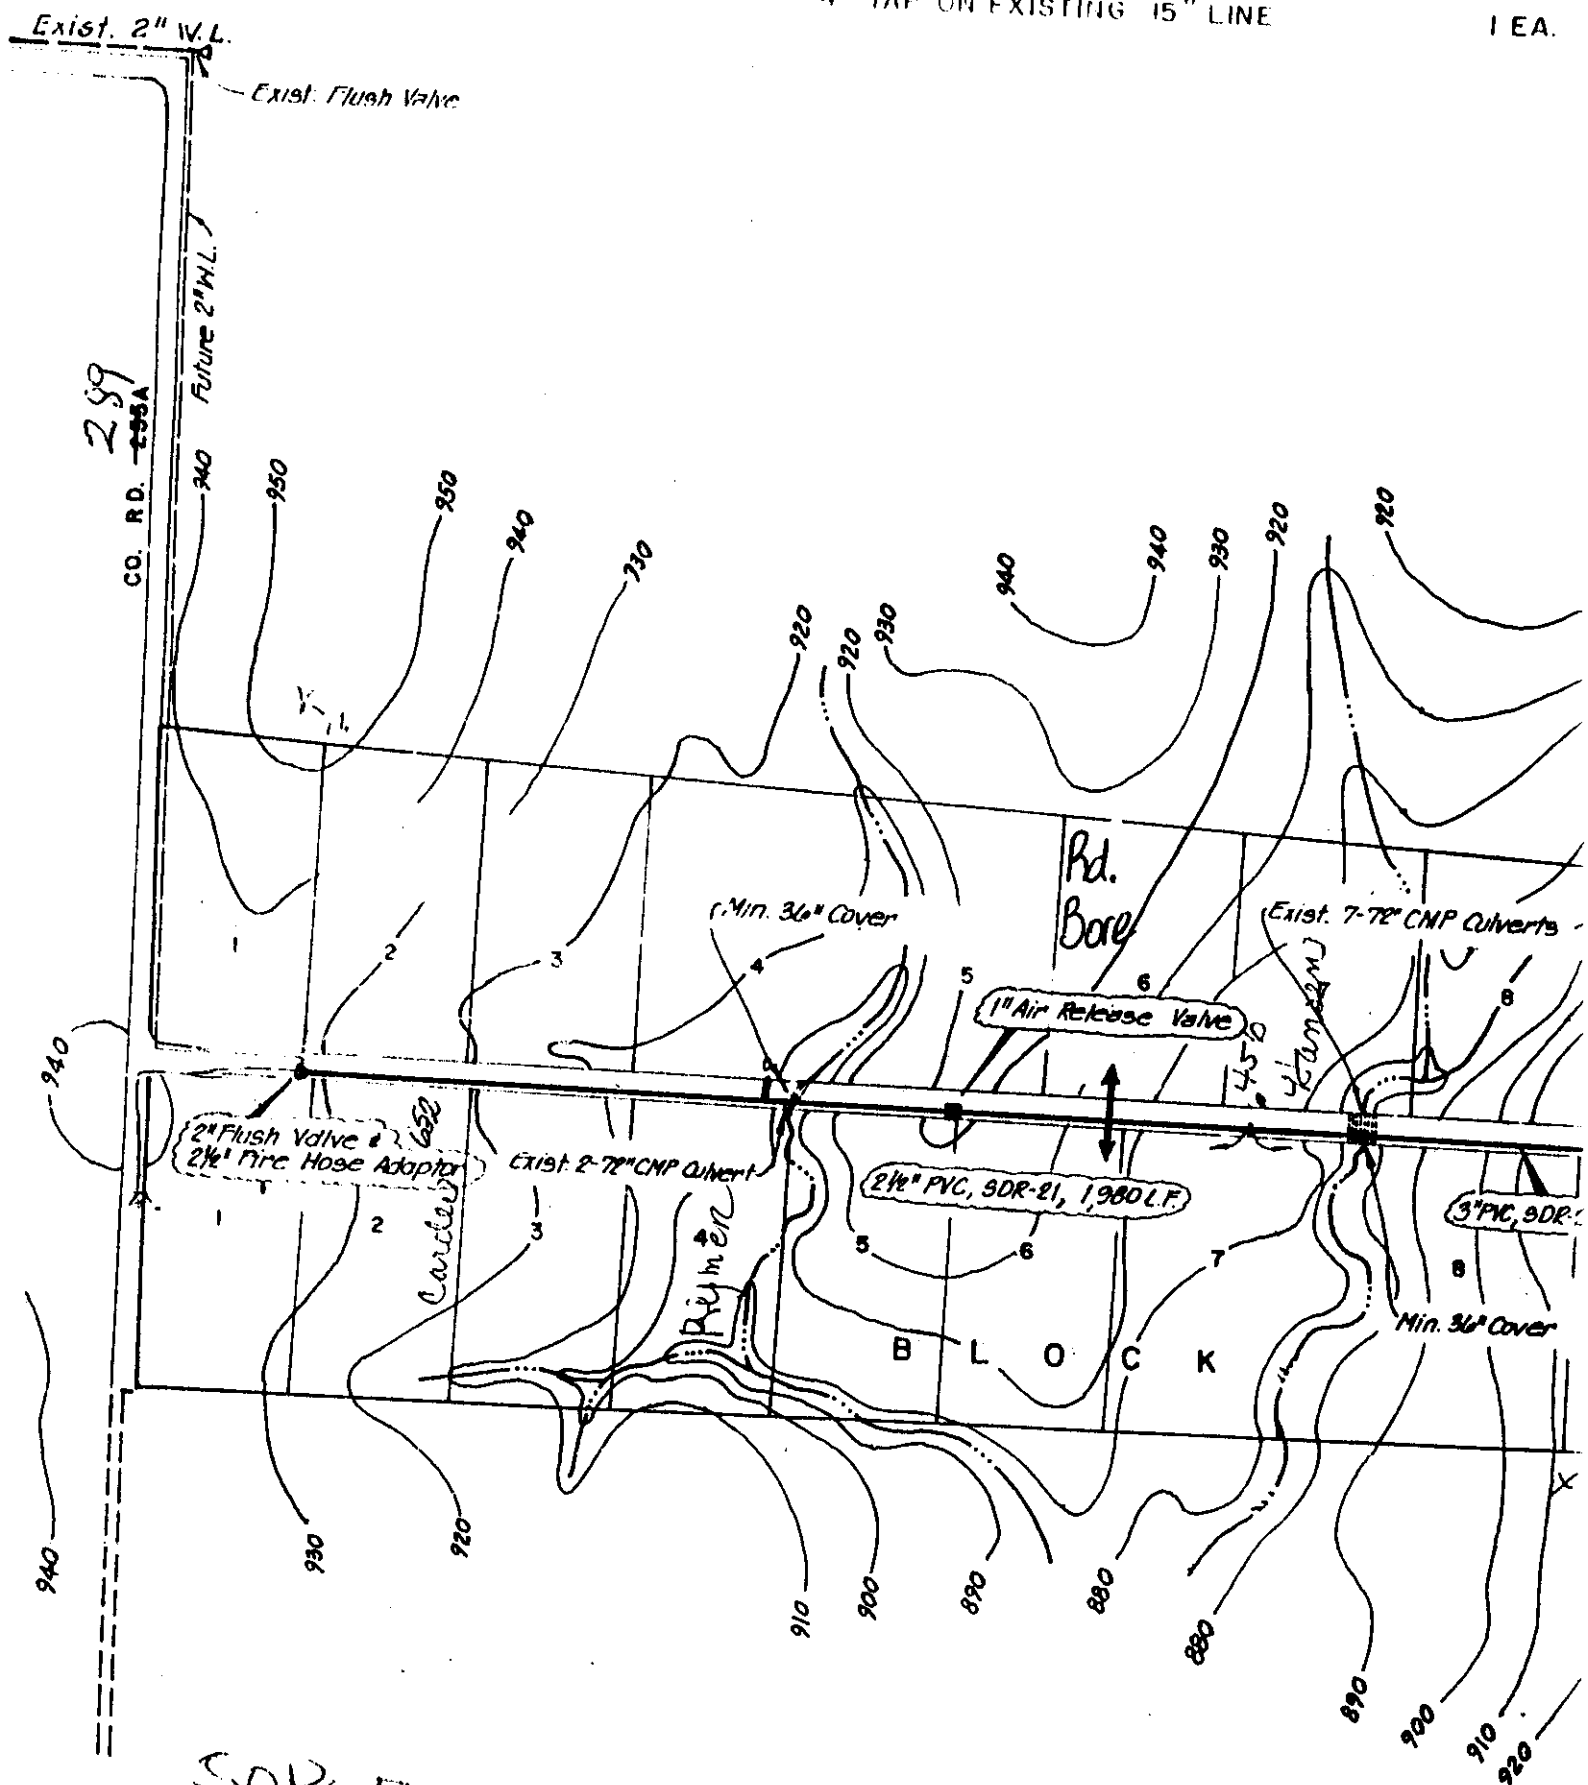 TAP ON EXISTING 15" LINE
1 EA.
Exist. 2" W.L.
Exist. Flush Valve
Future 2" W.L.
289
CO. RD.
940
950
950
940
930
920
920
930
940
940
930
920
920
Rd.
Bore
Min. 36" Cover
Exist. 7-72" CMP Culverts
1
2
3
4
5
6
8
1" Air Release Valve
450
940
2" Flush Valve &
2½" Fire Hose Adaptor
652
Exist. 2-72" CMP Culvert
2½" PVC, SDR-21, 1,980 L.F.
3" PVC, SDR-
1
2
Carder
3
4
5
6
7
8
Min. 36" Cover
BLOCK
940
930
920
910
900
890
880
880
890
900
910
920